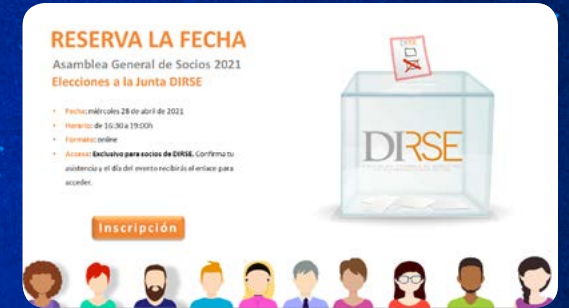 RESERVA LA FECHA
Asamblea General de Socios 2021
Elecciones a la Junta DIRSE
• Fecha: miércoles 28 de abril de 2021
• Horario: de 16:30 a 19:00h
• Formato: online
• Acceso: Exclusivo para socios de DIRSE. Confirma tu
asistencia y el día del evento recibirás el enlace para
acceder.
Inscripción
DIRSE
DIRSE